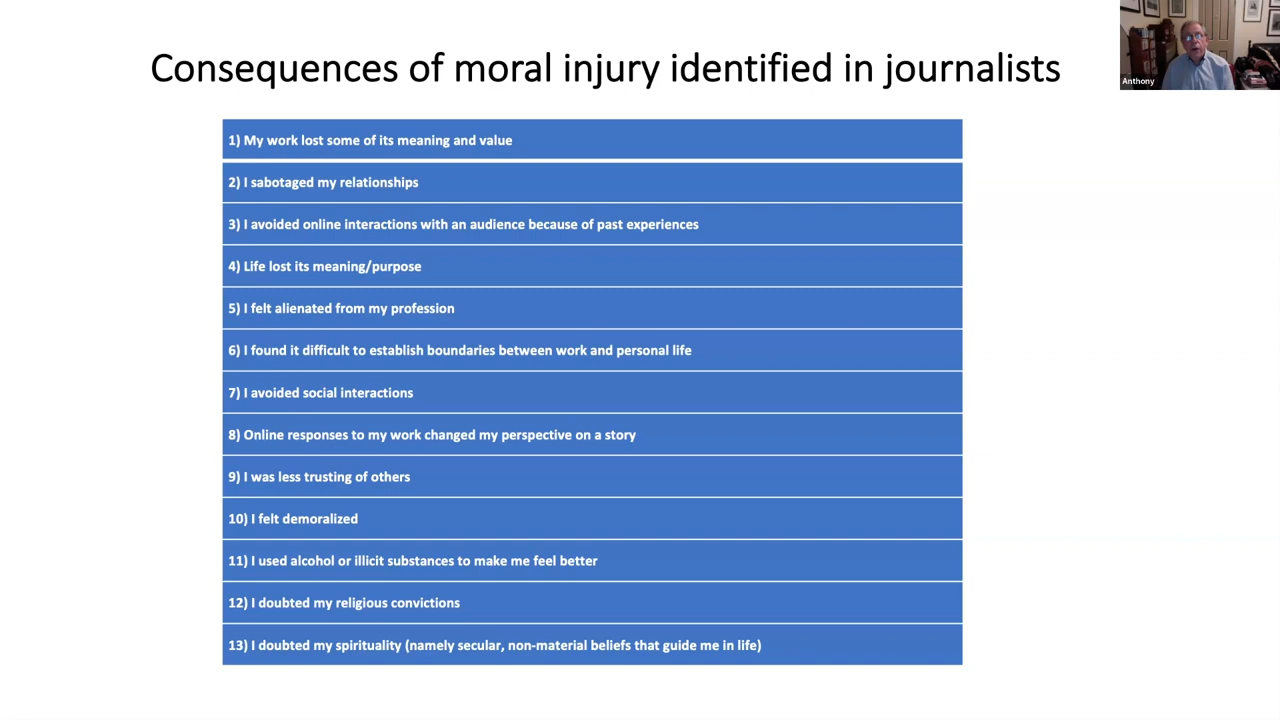 Consequences of moral injury identified in journalists
Anthony
1) My work lost some of its meaning and value
2) I sabotaged my relationships
3) I avoided online interactions with an audience because of past experiences
4) Life lost its meaning/purpose
5) I felt alienated from my profession
6) I found it difficult to establish boundaries between work and personal life
7) I avoided social interactions
8) Online responses to my work changed my perspective on a story
9) I was less trusting of others
10) I felt demoralized
11) I used alcohol or illicit substances to make me feel better
12) I doubted my religious convictions
13) I doubted my spirituality (namely secular, non-material beliefs that guide me in life)